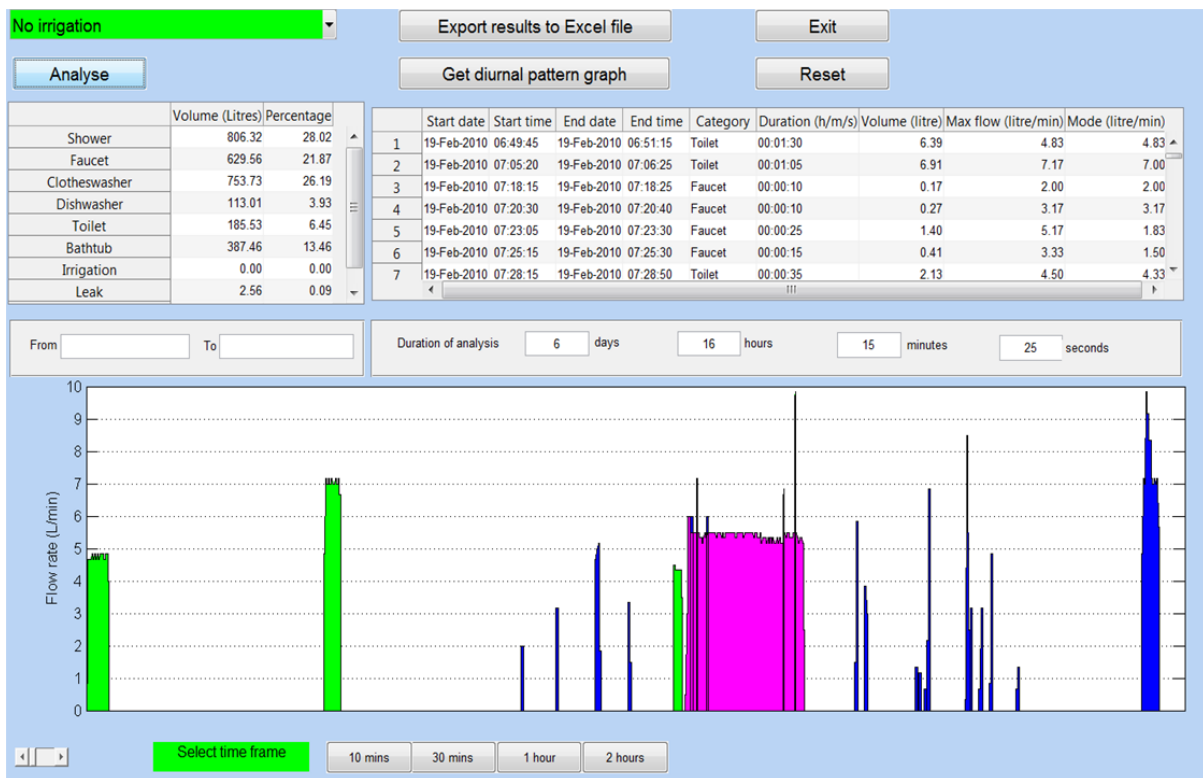 No irrigation
Export results to Excel file
Exit
Analyse
Get diurnal pattern graph
Reset
Volume (Litres) Percentage
Shower 806.32 28.02
Faucet 629.56 21.87
Clotheswasher 753.73 26.19
Dishwasher 113.01 3.93
Toilet 185.53 6.45
Bathtub 387.46 13.46
Irrigation 0.00 0.00
Leak 2.56 0.09
Start date Start time End date End time Category Duration (h/m/s) Volume (litre) Max flow (litre/min) Mode (litre/min)
1 19-Feb-2010 06:49:45 19-Feb-2010 06:51:15 Toilet 00:01:30 6.39 4.83 4.83
2 19-Feb-2010 07:05:20 19-Feb-2010 07:06:25 Toilet 00:01:05 6.91 7.17 7.00
3 19-Feb-2010 07:18:15 19-Feb-2010 07:18:25 Faucet 00:00:10 0.17 2.00 2.00
4 19-Feb-2010 07:20:30 19-Feb-2010 07:20:40 Faucet 00:00:10 0.27 3.17 3.17
5 19-Feb-2010 07:23:05 19-Feb-2010 07:23:30 Faucet 00:00:25 1.40 5.17 1.83
6 19-Feb-2010 07:25:15 19-Feb-2010 07:25:30 Faucet 00:00:15 0.41 3.33 1.50
7 19-Feb-2010 07:28:15 19-Feb-2010 07:28:50 Toilet 00:00:35 2.13 4.50 4.33
From To
Duration of analysis 6 days 16 hours 15 minutes 25 seconds
Flow rate (L/min)
10
9
8
7
6
5
4
3
2
1
0
Select time frame
10 mins
30 mins
1 hour
2 hours